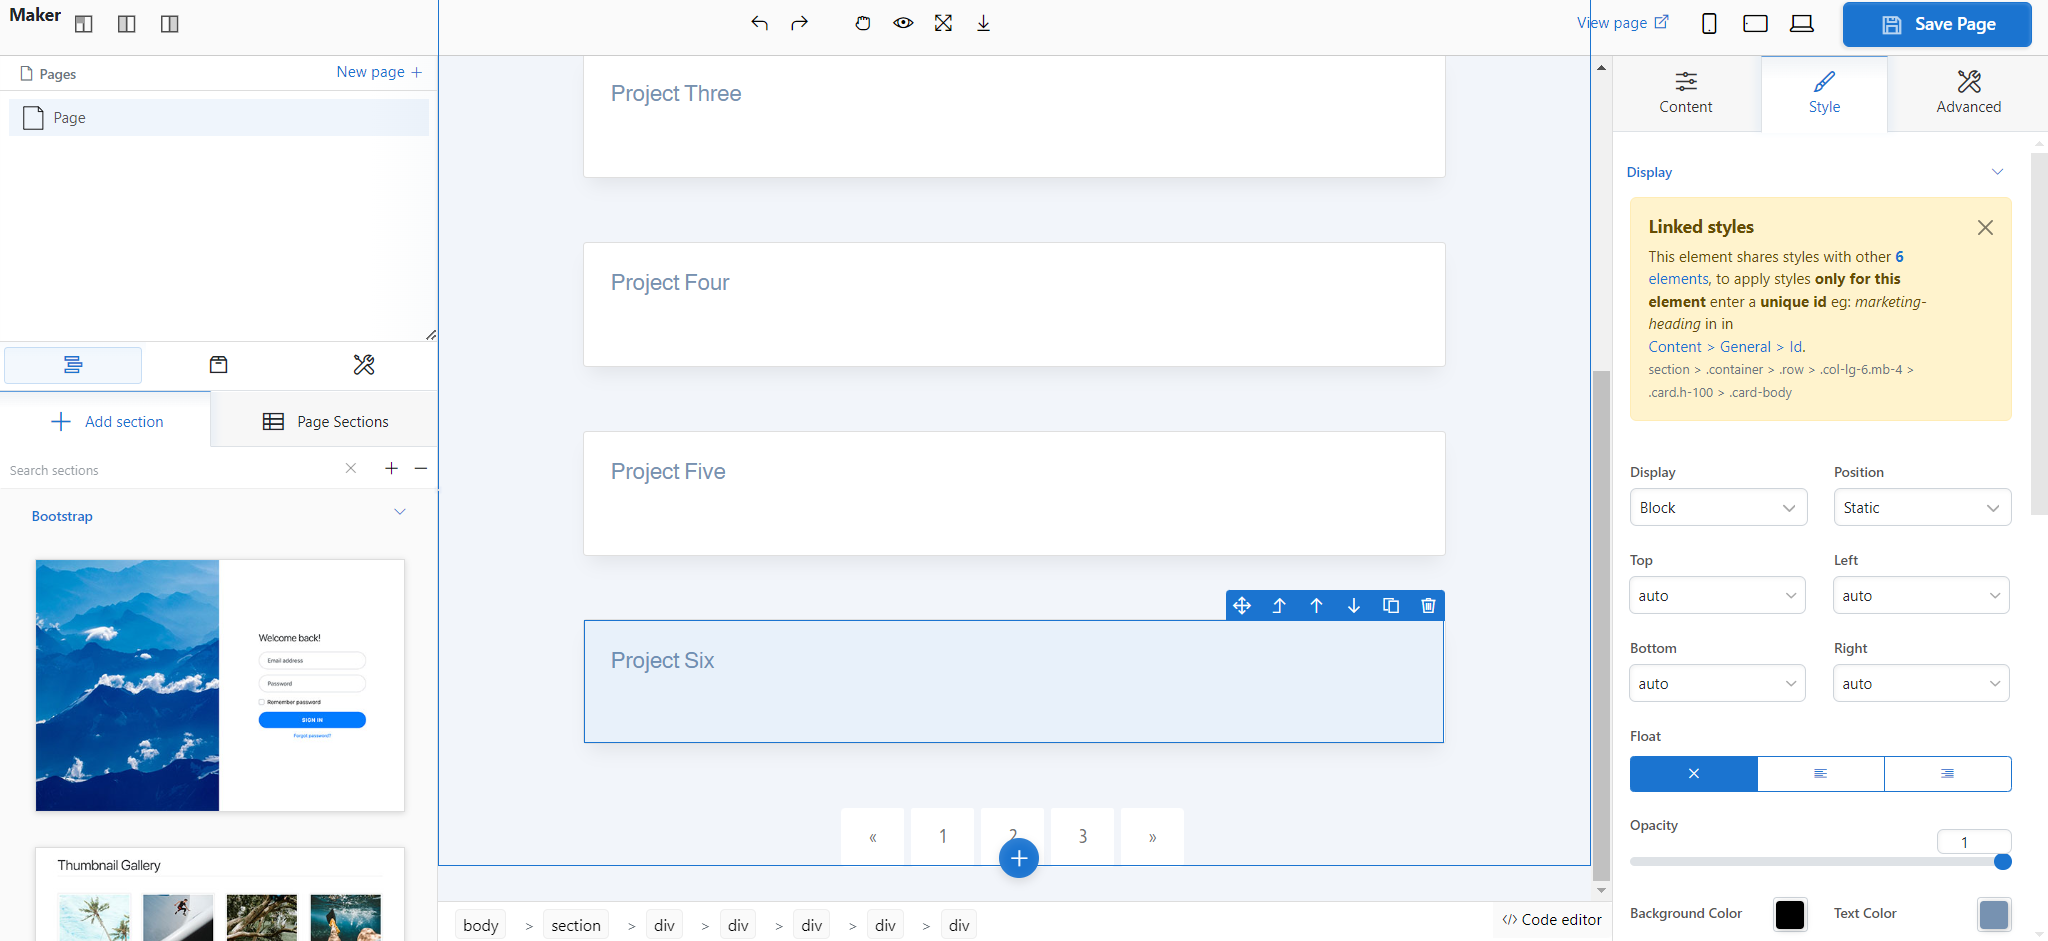 Maker
View page
Save Page
Pages
New page +
Page
Add section
Page Sections
Search sections
Bootstrap
Welcome back!
Email address
Password
Remember password
SIGN IN
Forgot password?
Thumbnail Gallery
Project Three
Project Four
Project Five
Project Six
« 1 2 3 »
body > section > div > div > div > div > div
</> Code editor
Content
Style
Advanced
Display
Linked styles
This element shares styles with other 6
elements, to apply styles only for this
element enter a unique id eg: marketing-
heading in in
Content > General > Id.
section > .container > .row > .col-lg-6.mb-4 >
.card.h-100 > .card-body
Display
Position
Block
Static
Top
Left
auto
auto
Bottom
Right
auto
auto
Float
Opacity
1
Background Color
Text Color